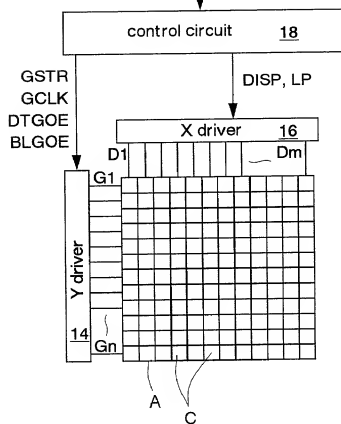 control circuit 18
GSTR
GCLK
DTGOE
BLGOE
DISP, LP
X driver 16
D1 Dm
G1
Y driver 14
Gn
A
C